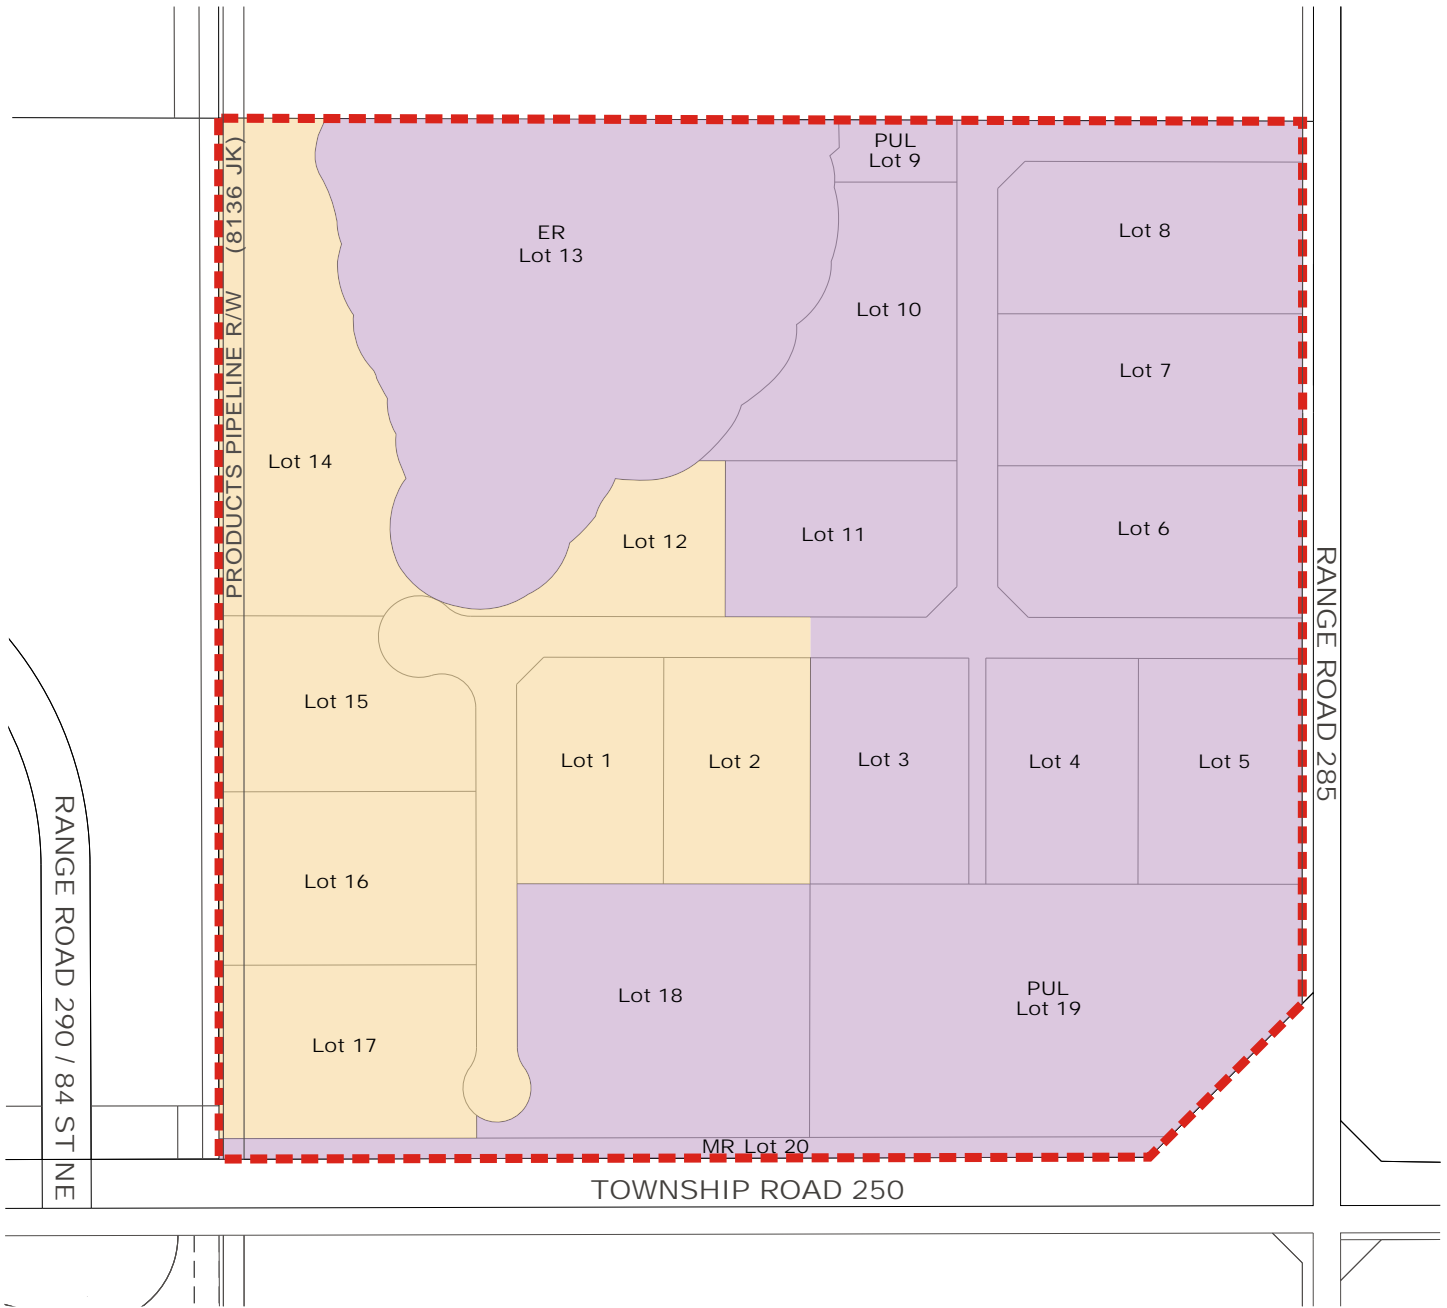 PUL
Lot 9
PRODUCTS PIPELINE R/W (8136 JK)
ER
Lot 13
Lot 8
Lot 10
Lot 7
Lot 14
Lot 12
Lot 11
Lot 6
RANGE ROAD 285
Lot 15
Lot 1
Lot 2
Lot 3
Lot 4
Lot 5
RANGE ROAD 290 / 84 ST NE
Lot 16
Lot 18
PUL
Lot 19
Lot 17
MR Lot 20
TOWNSHIP ROAD 250